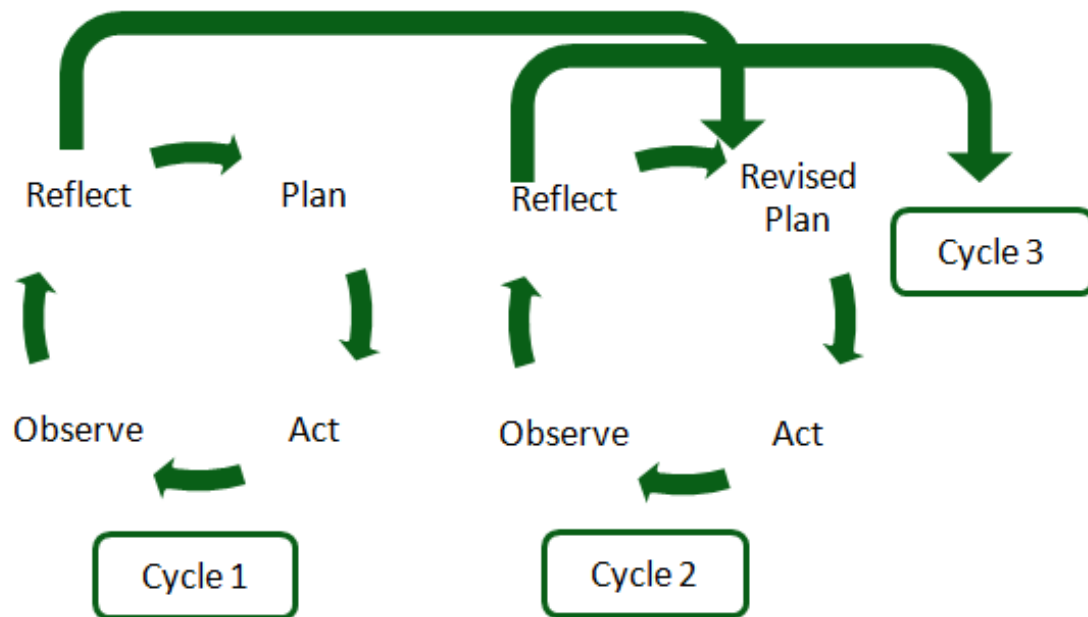 Reflect
Plan
Observe
Act
Cycle 1
Reflect
Revised
Plan
Observe
Act
Cycle 2
Cycle 3